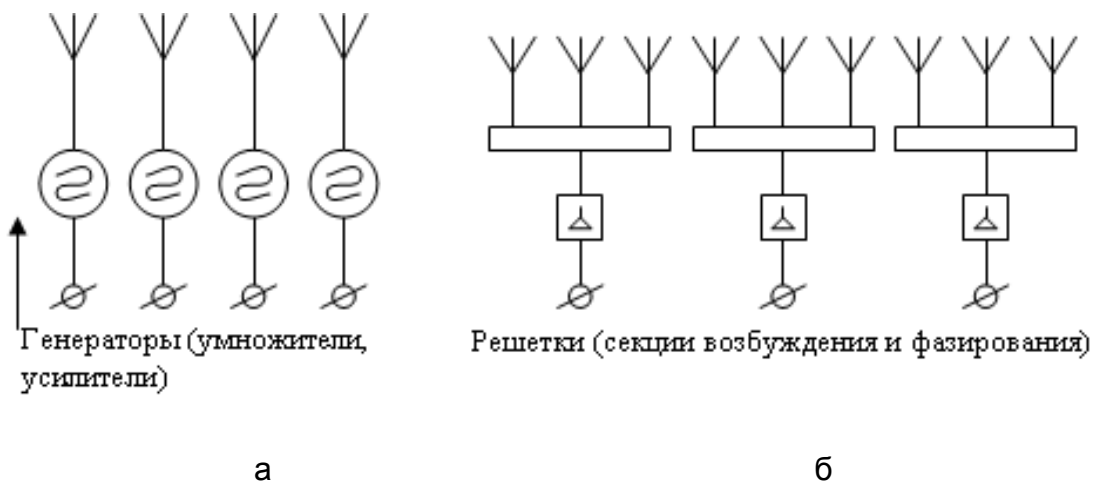 Генераторы (умножители,
усилители)
Решетки (секции возбуждения и фазирования)
а
б